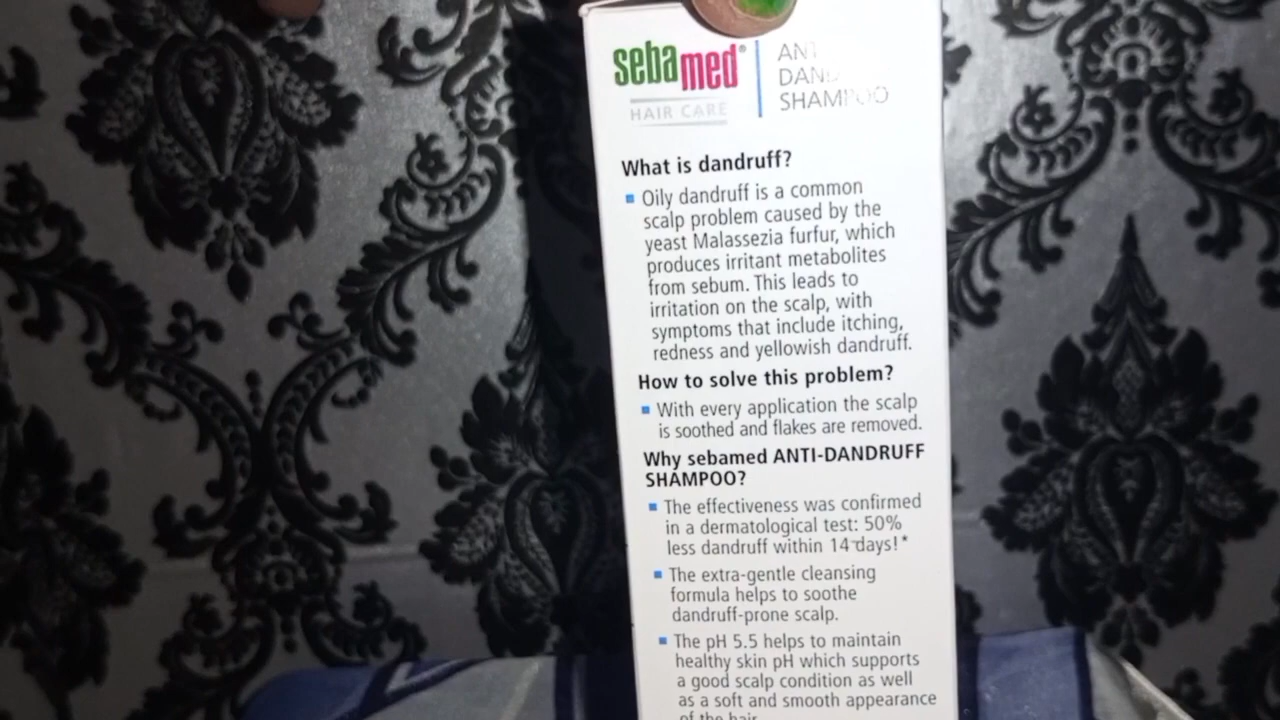 sebamed®
HAIR CARE
SHAMPOO
What is dandruff?
▪ Oily dandruff is a common
scalp problem caused by the
yeast Malassezia furfur, which
produces irritant metabolites
from sebum. This leads to
irritation on the scalp, with
symptoms that include itching,
redness and yellowish dandruff.
How to solve this problem?
▪ With every application the scalp
is soothed and flakes are removed.
Why sebamed ANTI-DANDRUFF
SHAMPOO?
▪ The effectiveness was confirmed
in a dermatological test: 50%
less dandruff within 14 days!*
▪ The extra-gentle cleansing
formula helps to soothe
dandruff-prone scalp.
▪ The pH 5.5 helps to maintain
healthy skin pH which supports
a good scalp condition as well
as a soft and smooth appearance
of the hair